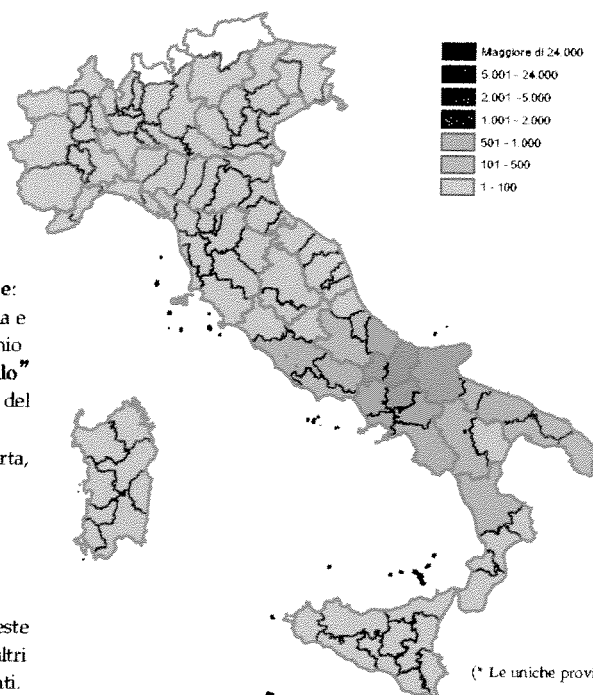 Maggiore di 24.000
5.001 - 24.000
2.001 - 5.000
1.001 - 2.000
501 - 1.000
101 - 500
1 - 100
e:
a e
nio
lo"
del
rta,
este
ltri
ti.
(* Le uniche provi